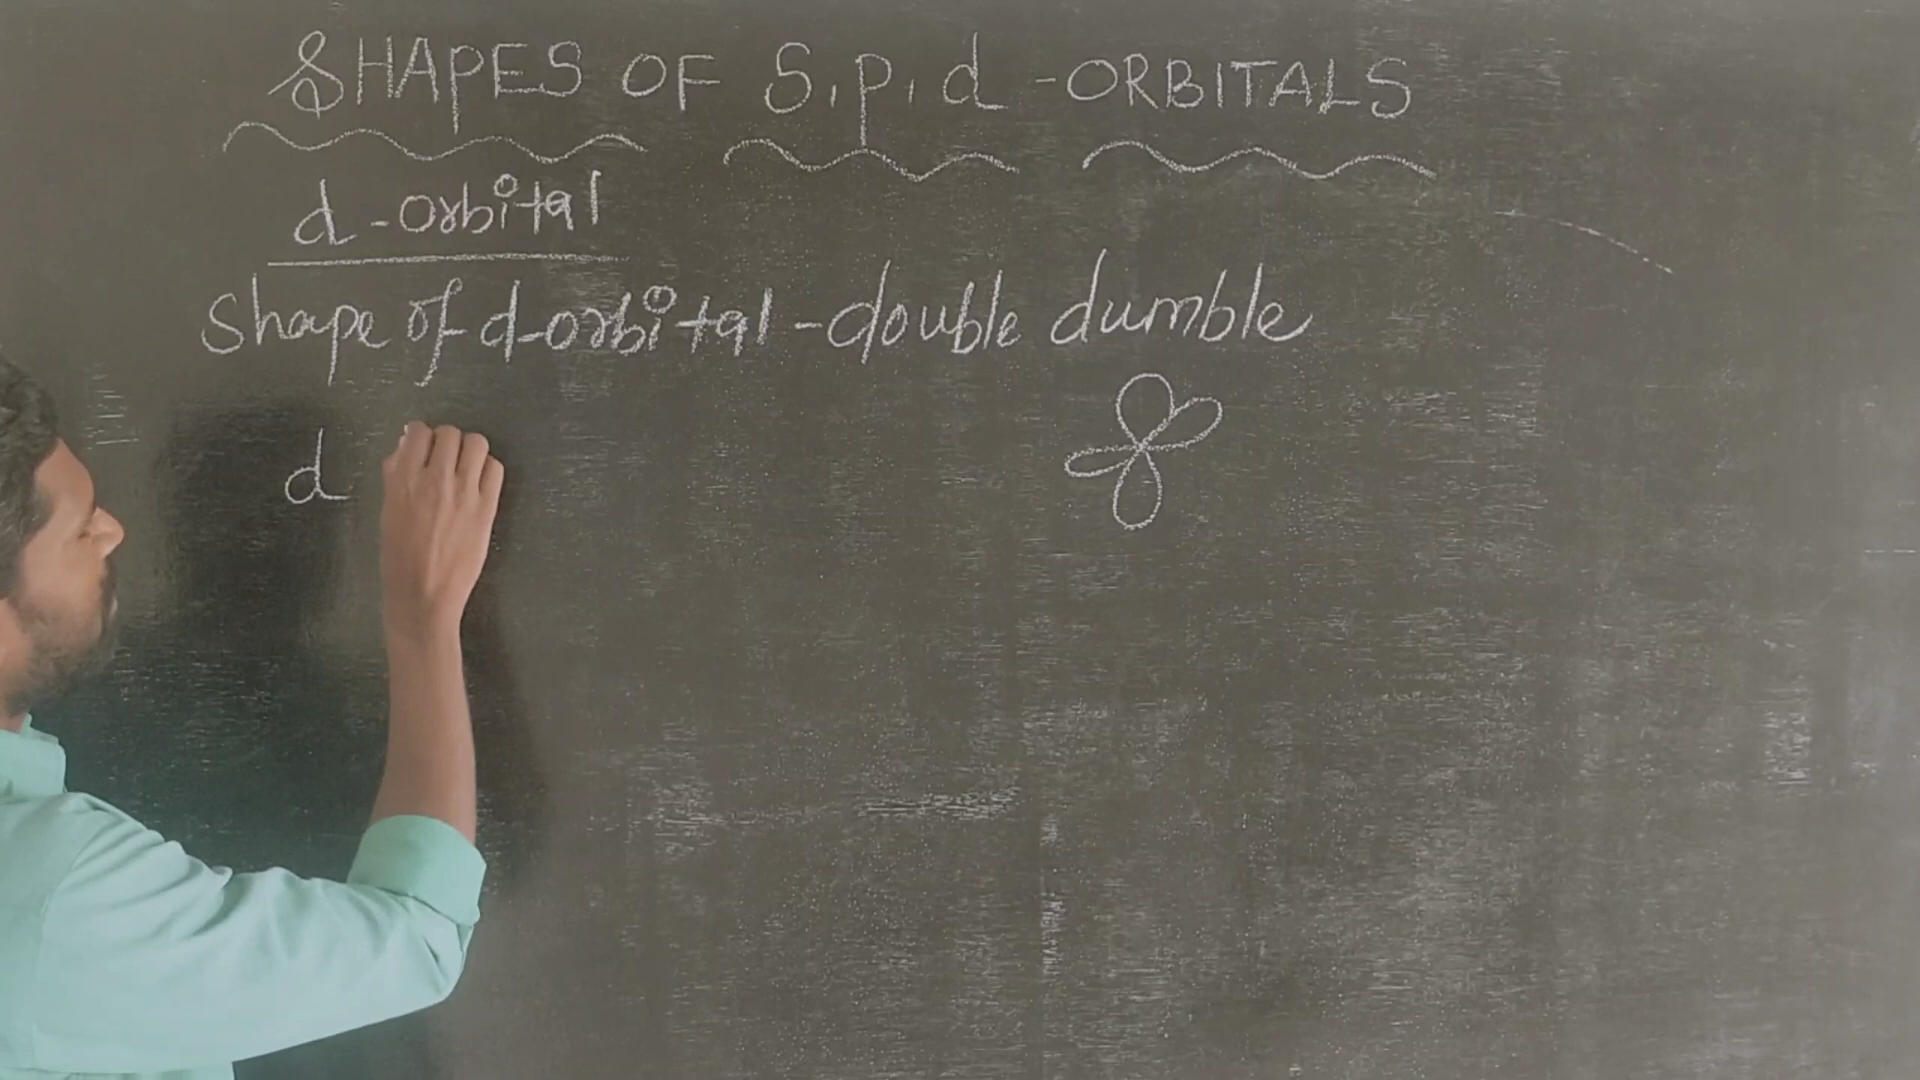 SHAPES OF S, p, d -ORBITALS
d-orbital
Shape of d-orbital - double dumble
d